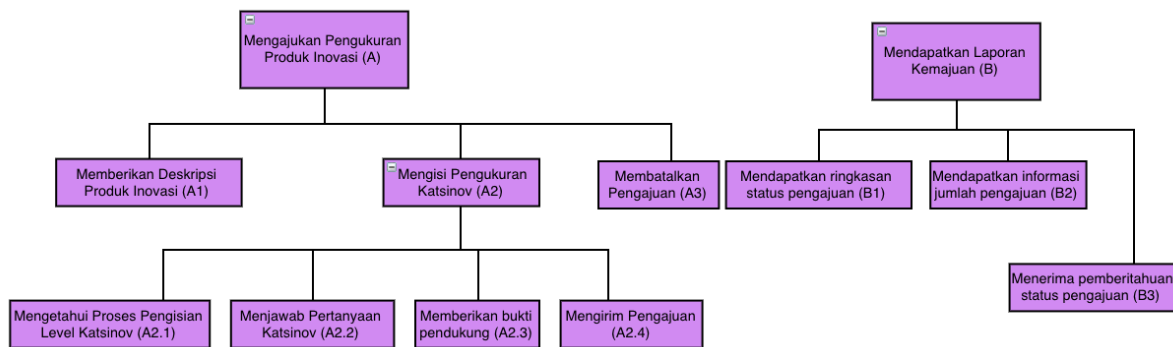 Mengajukan Pengukuran
Produk Inovasi (A)
Mendapatkan Laporan
Kemajuan (B)
Memberikan Deskripsi
Produk Inovasi (A1)
Mengisi Pengukuran
Katsinov (A2)
Membatalkan
Pengajuan (A3)
Mendapatkan ringkasan
status pengajuan (B1)
Mendapatkan informasi
jumlah pengajuan (B2)
Menerima pemberitahuan
status pengajuan (B3)
Mengetahui Proses Pengisian
Level Katsinov (A2.1)
Menjawab Pertanyaan
Katsinov (A2.2)
Memberikan bukti
pendukung (A2.3)
Mengirim Pengajuan
(A2.4)